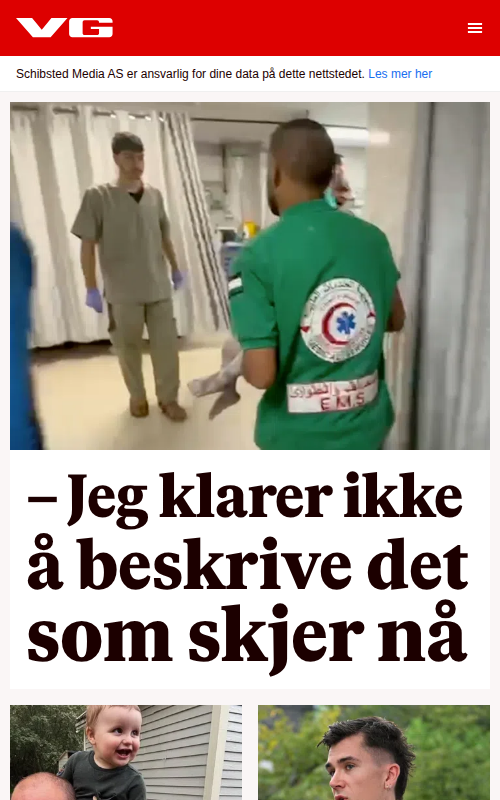 VG
Schibsted Media AS er ansvarlig for dine data på dette nettstedet. Les mer her
E.M.S
– Jeg klarer ikke
å beskrive det
som skjer nå